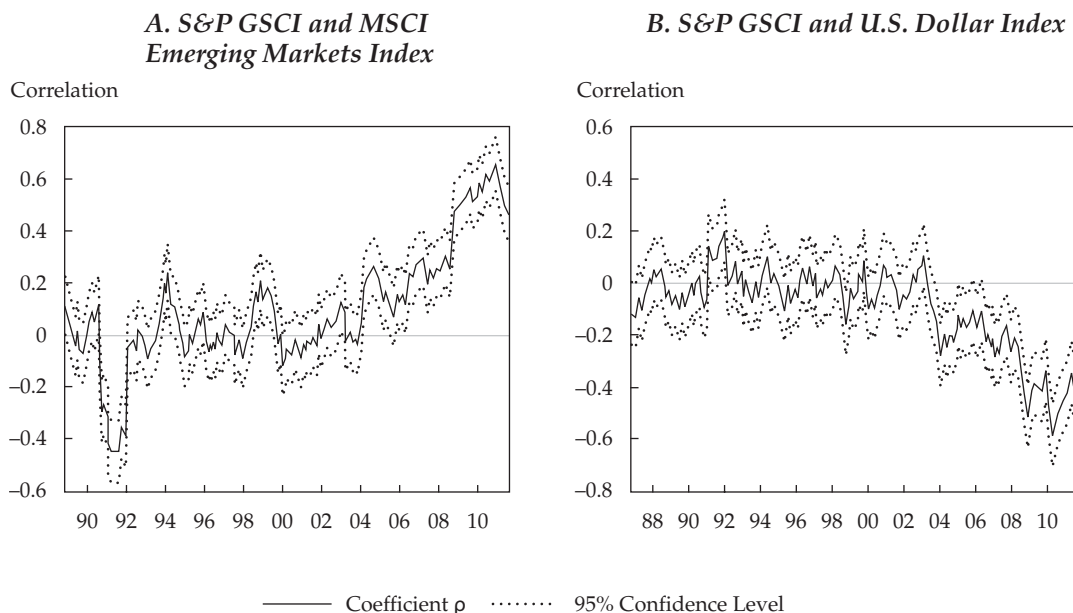 A. S&P GSCI and MSCI
Emerging Markets Index
Correlation
0.8
0.6
0.4
0.2
0
–0.2
–0.4
–0.6
90 92 94 96 98 00 02 04 06 08 10
B. S&P GSCI and U.S. Dollar Index
Correlation
0.6
0.4
0.2
0
–0.2
–0.4
–0.6
–0.8
88 90 92 94 96 98 00 02 04 06 08 10
Coefficient ρ
95% Confidence Level